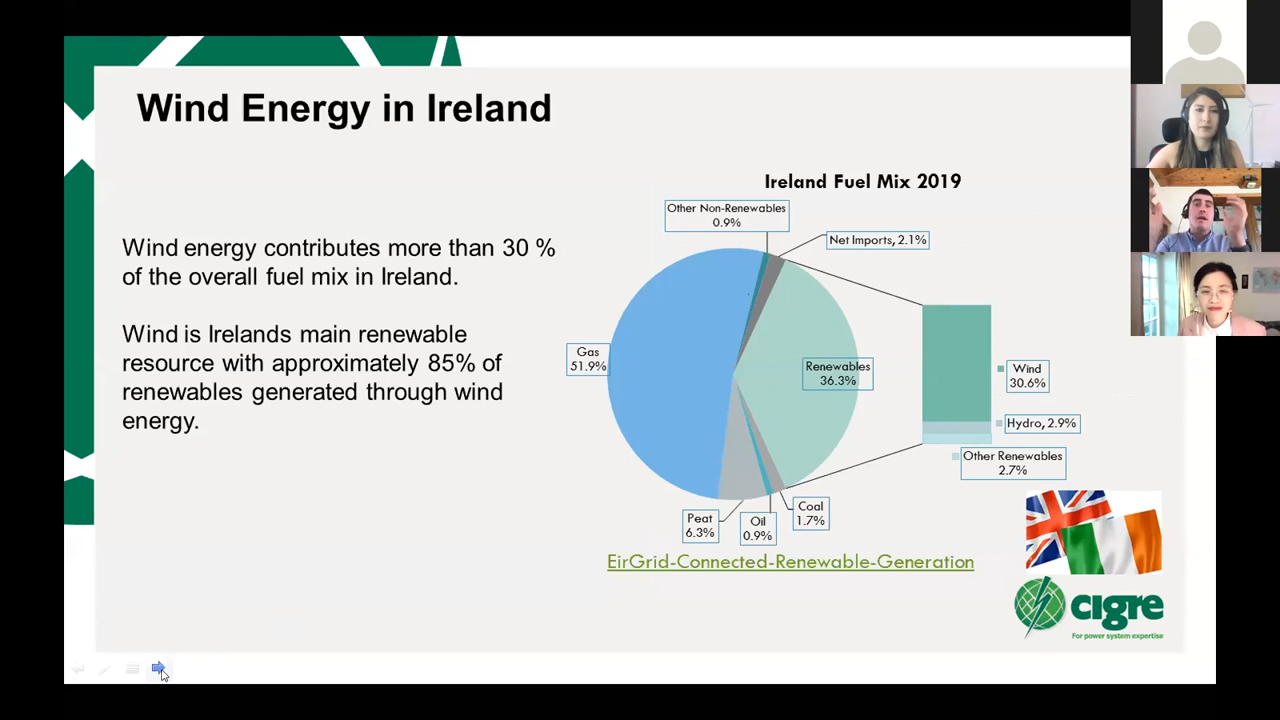 Wind Energy in Ireland
Wind energy contributes more than 30 %
of the overall fuel mix in Ireland.
Wind is Irelands main renewable
resource with approximately 85% of
renewables generated through wind
energy.
Ireland Fuel Mix 2019
Other Non-Renewables
0.9%
Net Imports, 2.1%
Gas
51.9%
Renewables
36.3%
Wind
30.6%
Hydro, 2.9%
Other Renewables
2.7%
Peat
6.3%
Oil
0.9%
Coal
1.7%
EirGrid-Connected-Renewable-Generation
cigre
For power system expertise